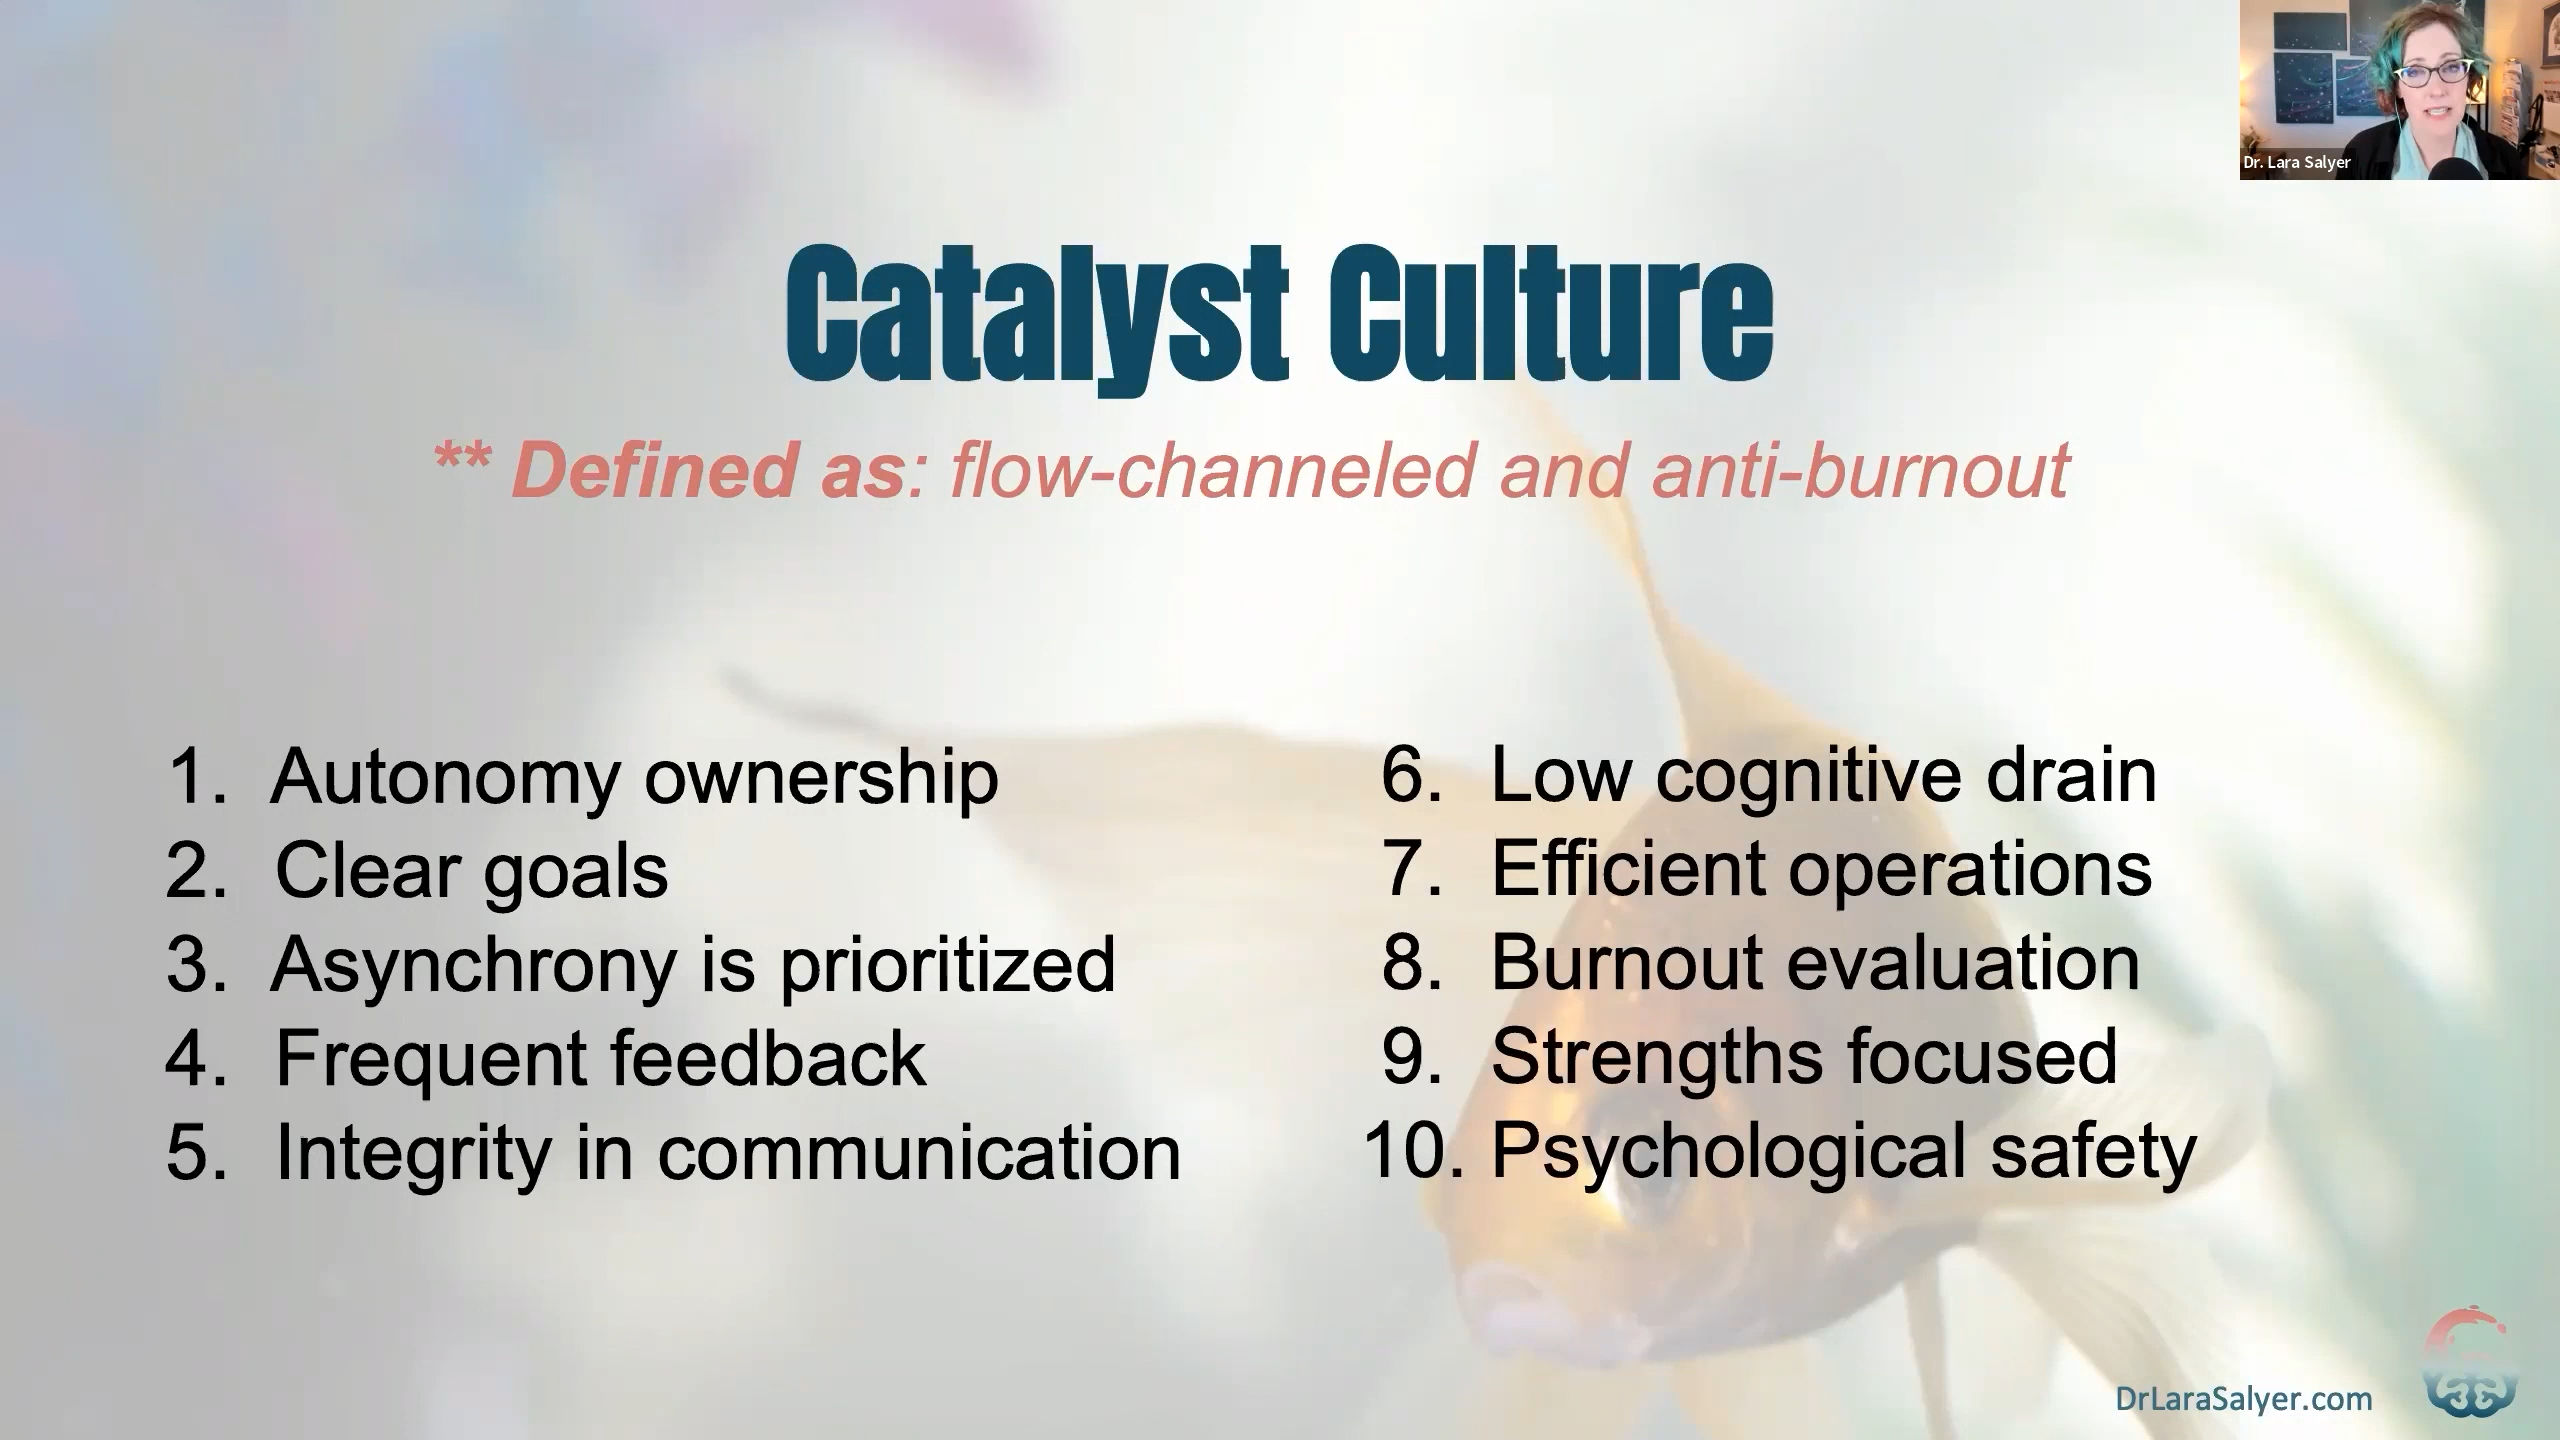 Dr. Lara Salyer
Catalyst Culture
** Defined as: flow-channeled and anti-burnout
1. Autonomy ownership
2. Clear goals
3. Asynchrony is prioritized
4. Frequent feedback
5. Integrity in communication
6. Low cognitive drain
7. Efficient operations
8. Burnout evaluation
9. Strengths focused
10. Psychological safety
DrLaraSalyer.com